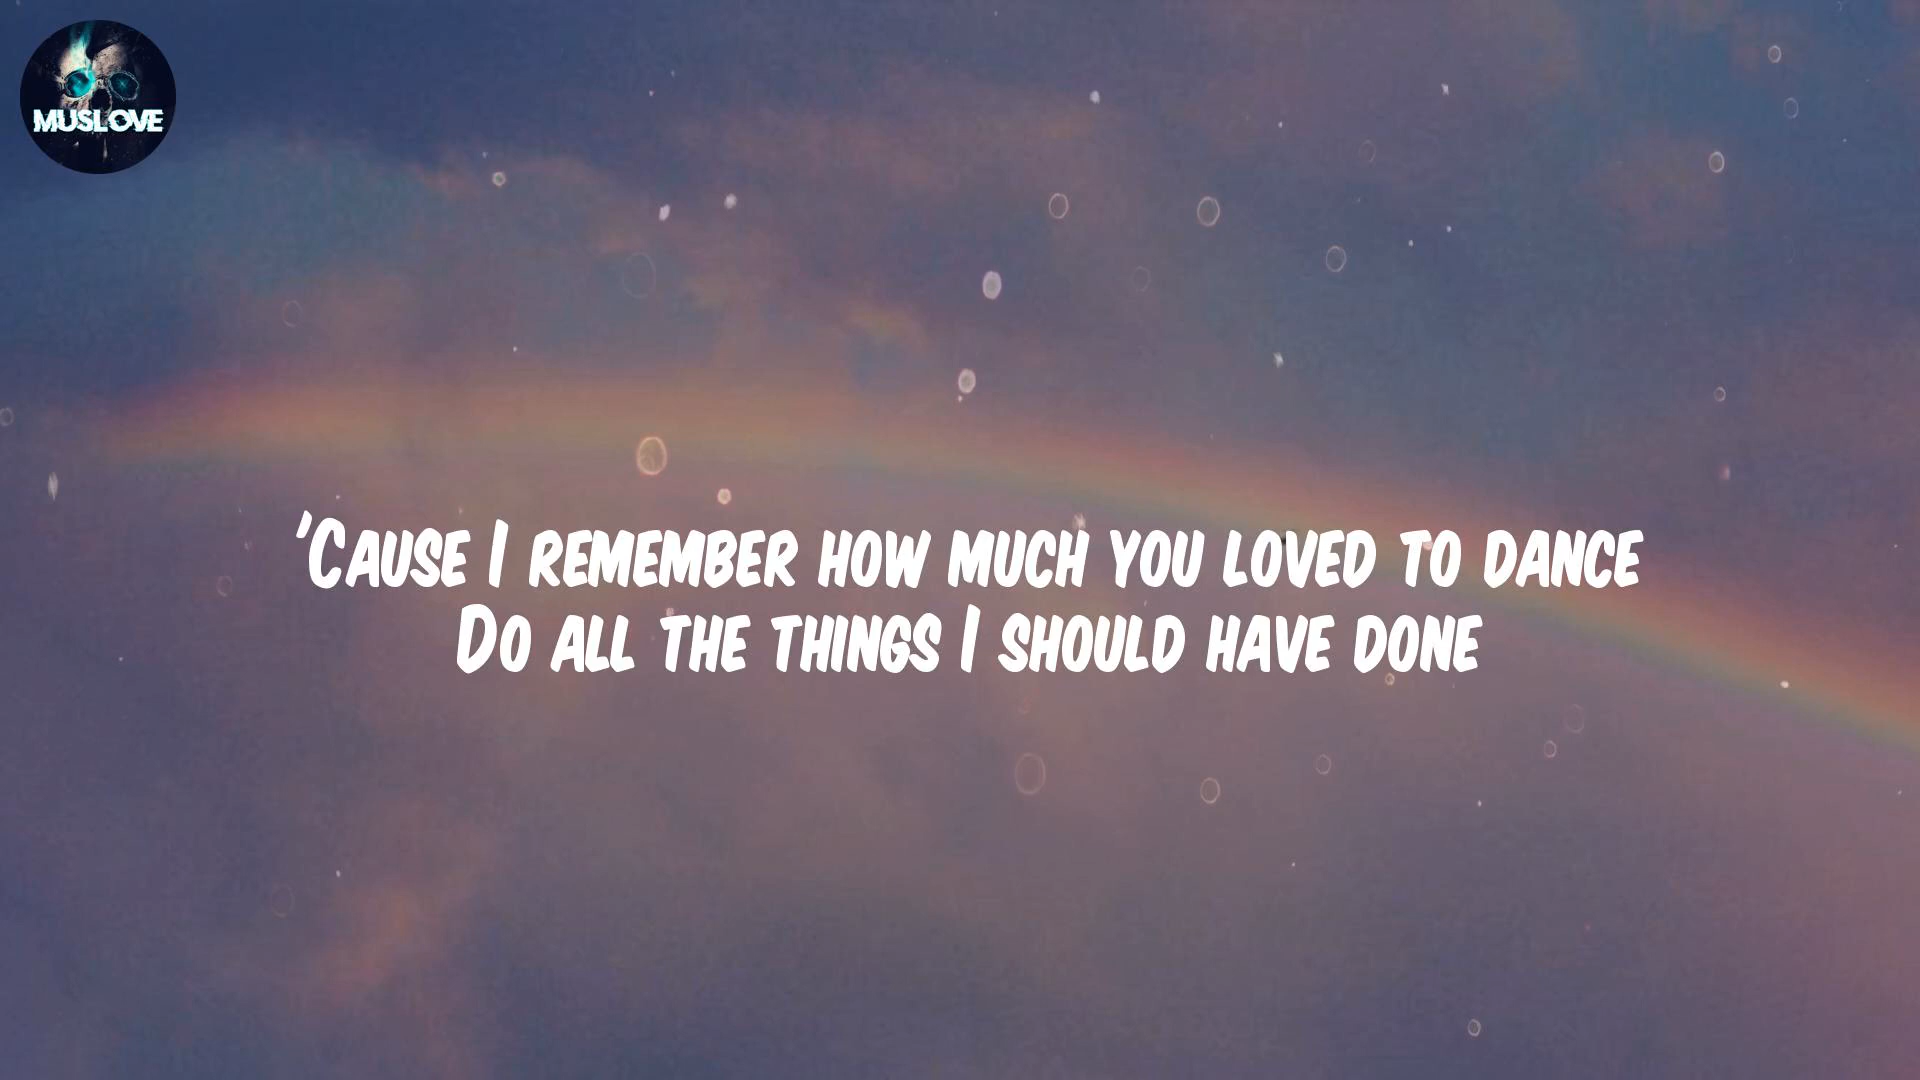 MUSLOVE
'Cause I remember how much you loved to dance
Do all the things I should have done